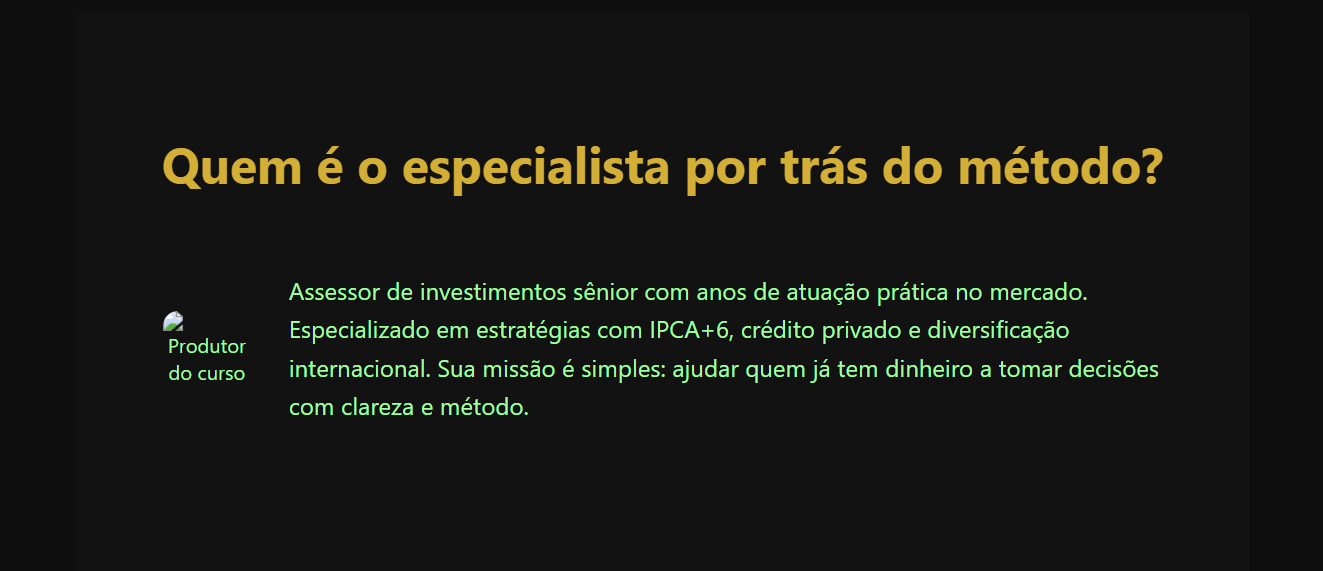 Quem é o especialista por trás do método?
Produtor
do curso
Assessor de investimentos sênior com anos de atuação prática no mercado.
Especializado em estratégias com IPCA+6, crédito privado e diversificação
internacional. Sua missão é simples: ajudar quem já tem dinheiro a tomar decisões
com clareza e método.